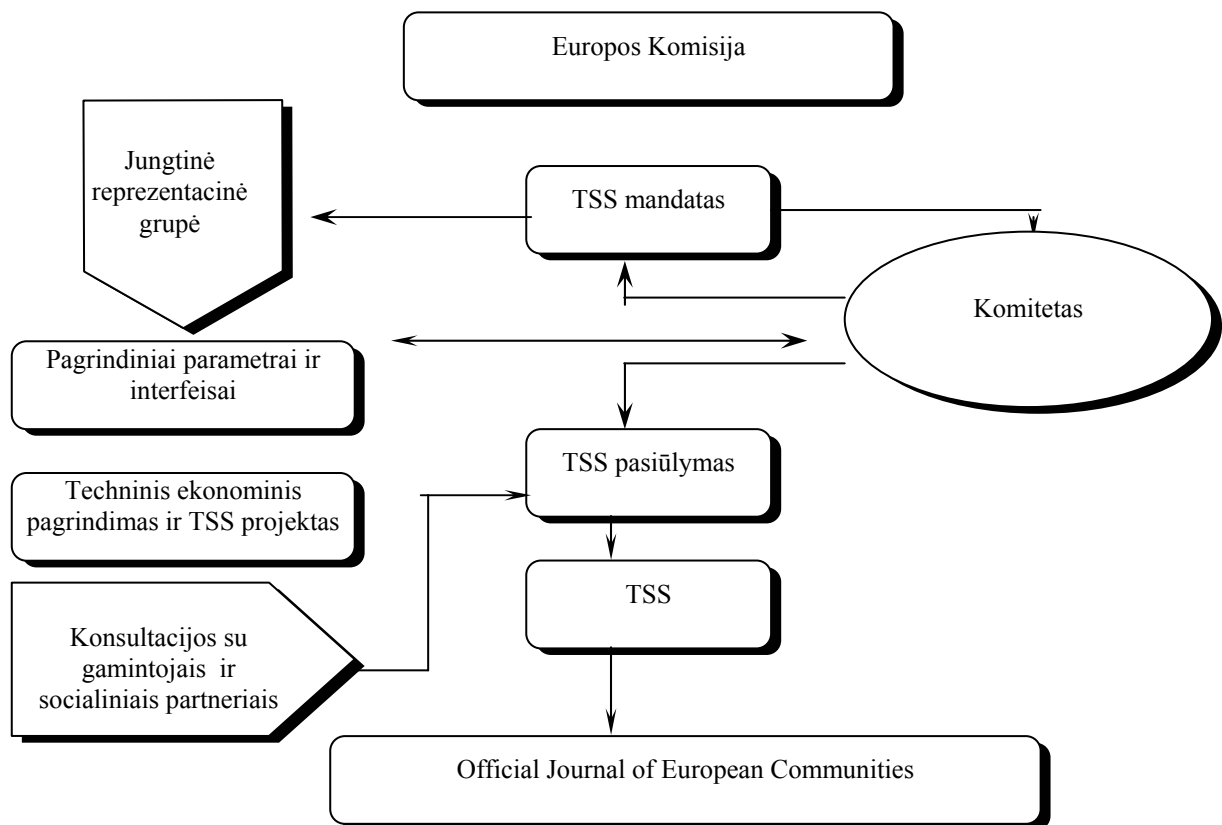 Europos Komisija
Jungtinė
reprezentacinė
grupė
TSS mandatas
Komitetas
Pagrindiniai parametrai ir
interfeisai
TSS pasiūlymas
Techninis ekonominis
pagrindimas ir TSS projektas
TSS
Konsultacijos su
gamintojais ir
socialiniais partneriais
Official Journal of European Communities